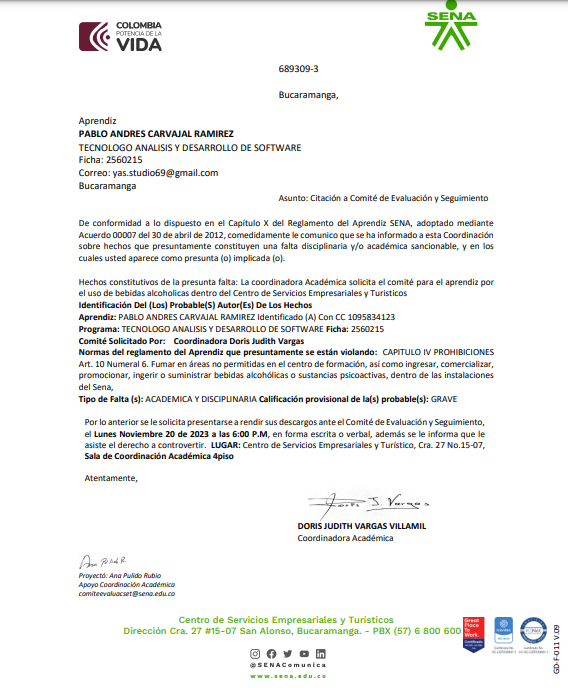 COLOMBIA
POTENCIA DE LA
VIDA
SENA
689309-3
Bucaramanga,
Aprendiz
PABLO ANDRES CARVAJAL RAMIREZ
TECNOLOGO ANALISIS Y DESARROLLO DE SOFTWARE
Ficha: 2560215
Correo: yas.studio69@gmail.com
Bucaramanga
Asunto: Citación a Comité de Evaluación y Seguimiento
De conformidad a lo dispuesto en el Capítulo X del Reglamento del Aprendiz SENA, adoptado mediante
Acuerdo 00007 del 30 de abril de 2012, comedidamente le comunico que se ha informado a esta Coordinación
sobre hechos que presuntamente constituyen una falta disciplinaria y/o académica sancionable, y en los
cuales usted aparece como presunta (o) implicada (o).
Hechos constitutivos de la presunta falta: La coordinadora Académica solicita el comité para el aprendiz por
el uso de bebidas alcoholicas dentro del Centro de Servicios Empresariales y Turisticos
Identificación Del (Los) Probable(S) Autor(Es) De Los Hechos
Aprendiz: PABLO ANDRES CARVAJAL RAMIREZ Identificado (A) Con CC 1095834123
Programa: TECNOLOGO ANALISIS Y DESARROLLO DE SOFTWARE Ficha: 2560215
Comité Solicitado Por: Coordinadora Doris Judith Vargas
Normas del reglamento del Aprendiz que presuntamente se están violando: CAPITULO IV PROHIBICIONES
Art. 10 Numeral 6. Fumar en áreas no permitidas en el centro de formación, así como ingresar, comercializar,
promocionar, ingerir o suministrar bebidas alcohólicas o sustancias psicoactivas, dentro de las instalaciones
del Sena,
Tipo de Falta (s): ACADEMICA Y DISCIPLINARIA Calificación provisional de la(s) probable(s): GRAVE
Por lo anterior se le solicita presentarse a rendir sus descargos ante el Comité de Evaluación y Seguimiento,
el Lunes Noviembre 20 de 2023 a las 6:00 P.M, en forma escrita o verbal, además se le informa que le
asiste el derecho a controvertir. LUGAR: Centro de Servicios Empresariales y Turístico, Cra. 27 No.15-07,
Sala de Coordinación Académica 4piso
Atentamente,
Doris J. Vargas
DORIS JUDITH VARGAS VILLAMIL
Coordinadora Académica
Ana Pulido R.
Proyectó: Ana Pulido Rubio
Apoyo Coordinación Académica
comiteevaluacset@sena.edu.co
Centro de Servicios Empresariales y Turísticos
Dirección Cra. 27 #15-07 San Alonso, Bucaramanga. - PBX (57) 6 800 600
@SENAComunica
www.sena.edu.co
Great
Place
To
Work.
GD-F-011 V.09